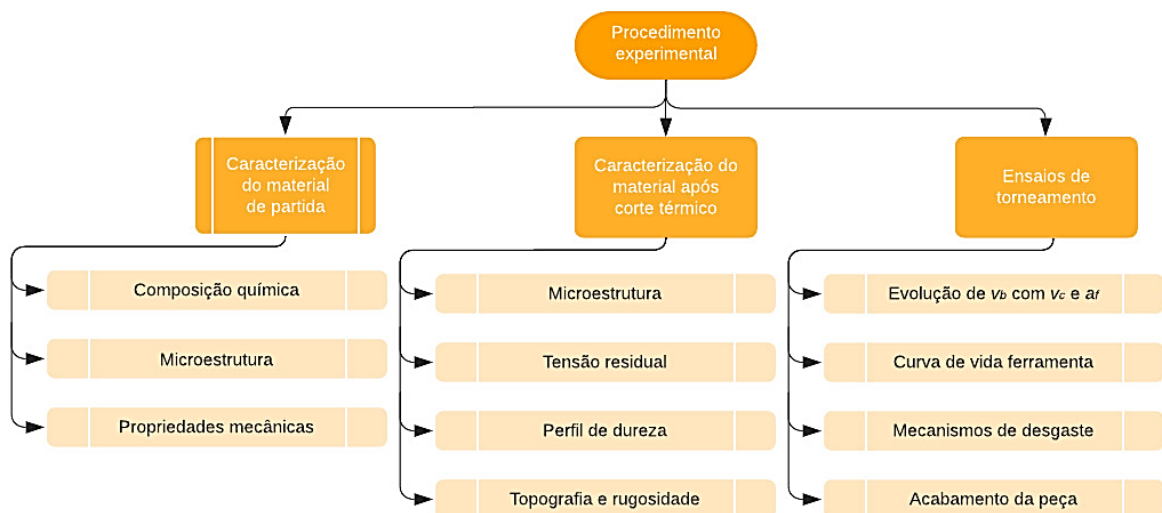 Procedimento
experimental
Caracterização
do material
de partida
Composição química
Microestrutura
Propriedades mecânicas
Caracterização do
material após
corte térmico
Microestrutura
Tensão residual
Perfil de dureza
Topografia e rugosidade
Ensaios de
torneamento
Evolução de vb com vc e af
Curva de vida ferramenta
Mecanismos de desgaste
Acabamento da peça